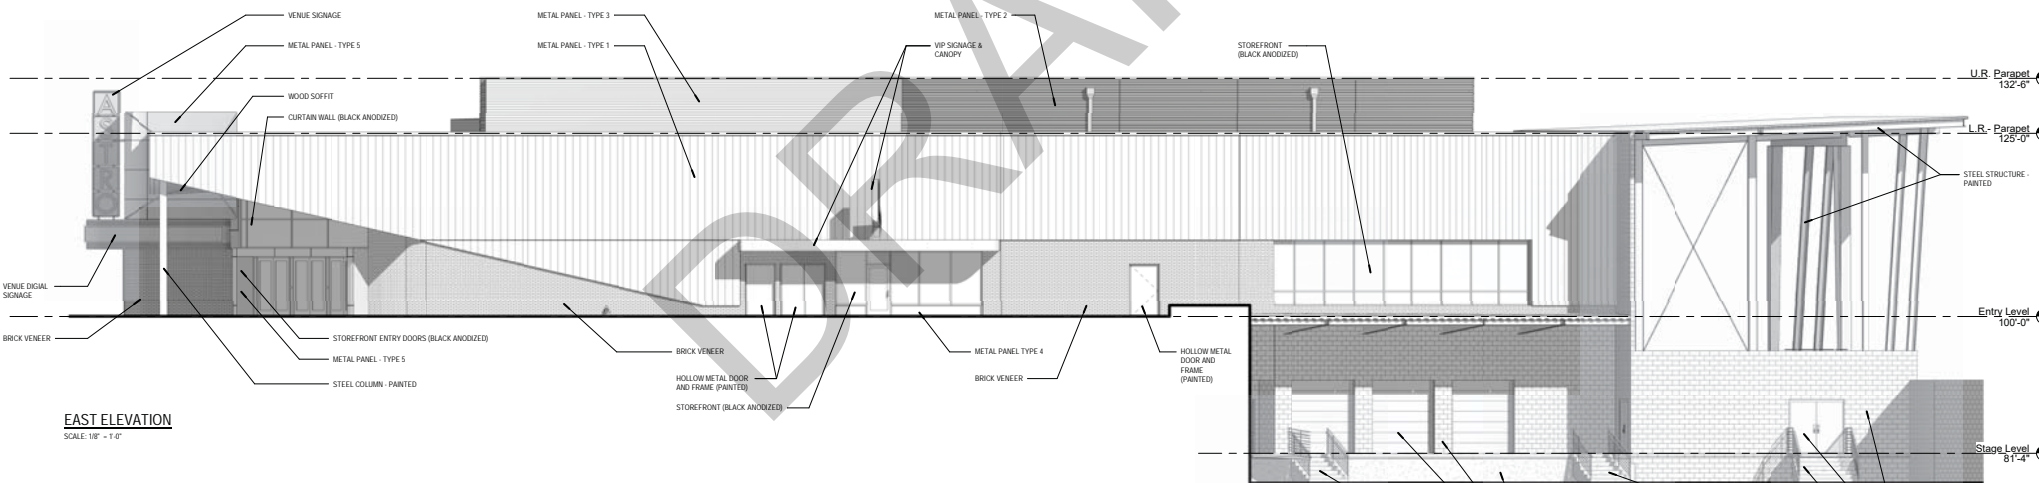 VENUE SIGNAGE
METAL PANEL - TYPE 5
METAL PANEL - TYPE 3
METAL PANEL - TYPE 1
METAL PANEL - TYPE 2
VIP SIGNAGE &
CANOPY
STOREFRONT
(BLACK ANODIZED)
U.R. Parapet
132'-6"
WOOD SOFFIT
CURTAIN WALL (BLACK ANODIZED)
ASTRO
L.R.- Parapet
125'-0"
STEEL STRUCTURE -
PAINTED
VENUE DIGIAL
SIGNAGE
BRICK VENEER
STOREFRONT ENTRY DOORS (BLACK ANODIZED)
METAL PANEL - TYPE 5
STEEL COLUMN - PAINTED
BRICK VENEER
HOLLOW METAL DOOR
AND FRAME (PAINTED)
STOREFRONT (BLACK ANODIZED)
METAL PANEL TYPE 4
BRICK VENEER
HOLLOW METAL
DOOR AND
FRAME
(PAINTED)
Entry Level
100'-0"
Stage Level
81'-4"
EAST ELEVATION
SCALE: 1/8" = 1'-0"
DRA